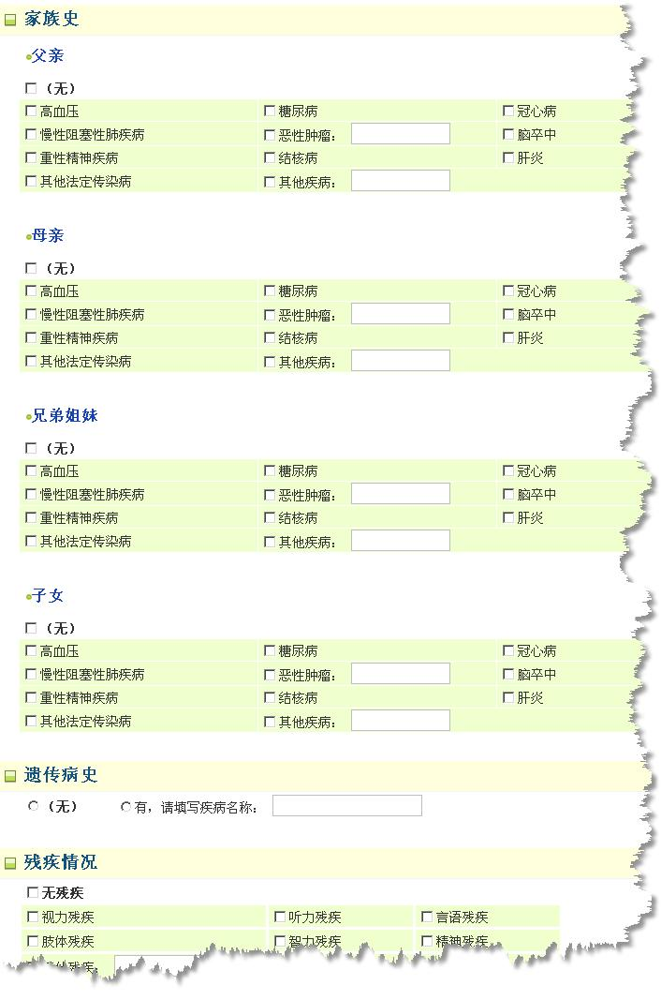 家族史
父亲
（无）
高血压 糖尿病 冠心病
慢性阻塞性肺疾病 恶性肿瘤： 脑卒中
重性精神疾病 结核病 肝炎
其他法定传染病 其他疾病：
母亲
（无）
高血压 糖尿病 冠心病
慢性阻塞性肺疾病 恶性肿瘤： 脑卒中
重性精神疾病 结核病 肝炎
其他法定传染病 其他疾病：
兄弟姐妹
（无）
高血压 糖尿病 冠心病
慢性阻塞性肺疾病 恶性肿瘤： 脑卒中
重性精神疾病 结核病 肝炎
其他法定传染病 其他疾病：
子女
（无）
高血压 糖尿病 冠心病
慢性阻塞性肺疾病 恶性肿瘤： 脑卒中
重性精神疾病 结核病 肝炎
其他法定传染病 其他疾病：
遗传病史
（无） 有，请填写疾病名称：
残疾情况
无残疾
视力残疾 听力残疾 言语残疾
肢体残疾 智力残疾 精神残疾
残疾：